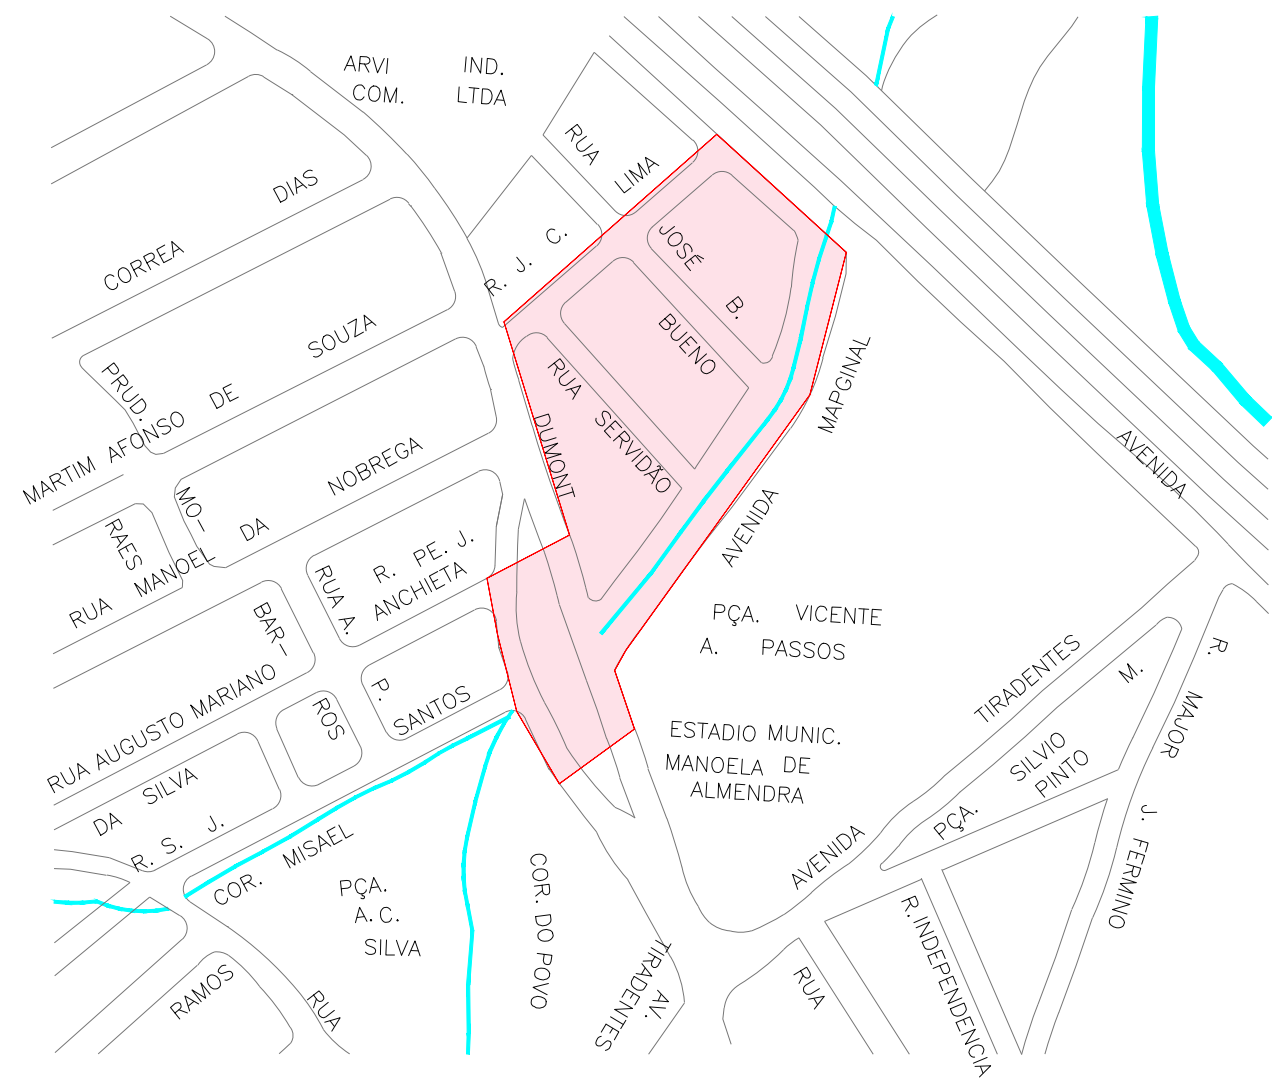 ARVI IND.
COM. LTDA
RUA
LIMA
DIAS
CORREA
R. J. C.
JOSÉ
B.
BUENO
SOUZA
DE
MARTIM AFONSO
PRUD.
MO-
RAES
RUA
SERVIDÃO
DUMONT
MAPGINAL
AVENIDA
AVENIDA
NOBREGA
DA
MANOEL
RUA
R. PE. J.
ANCHIETA
RUA A.
BAR-
ROS
PÇA. VICENTE
A. PASSOS
RUA AUGUSTO MARIANO
P.
SANTOS
ESTADIO MUNIC.
MANOELA DE
ALMENDRA
TIRADENTES
AVENIDA
R.
MAJOR
J. FERMINO
M.
SILVIO
PINTO
PÇA.
DA SILVA
R. S. J.
COR. MISAEL
PÇA.
A.C.
SILVA
COR. DO POVO
AV.
TIRADENTES
RUA
R. INDEPENDENCIA
RAMOS
RUA